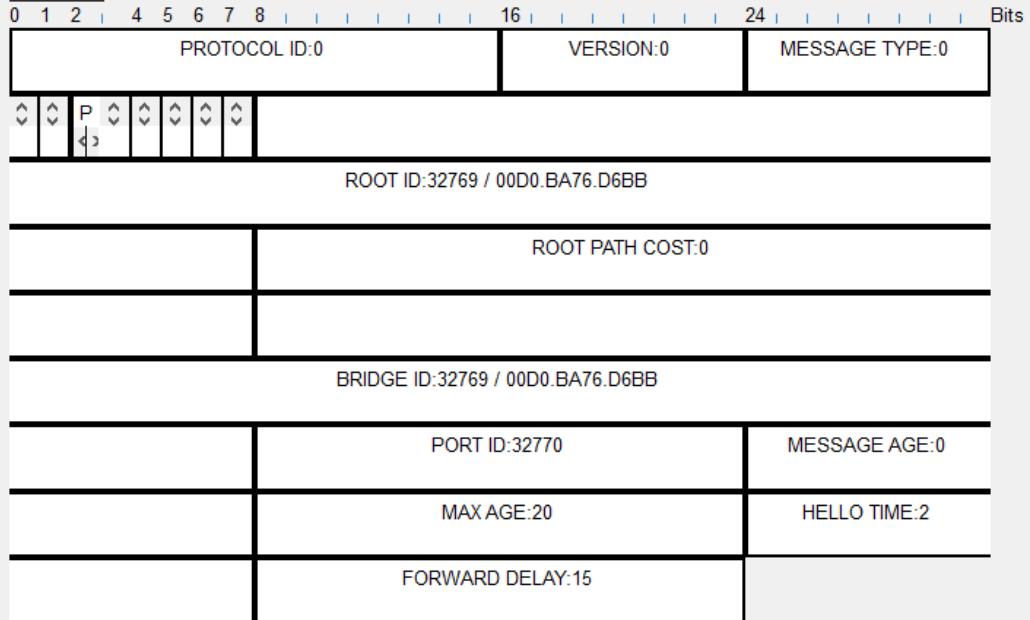 0 1 2 4 5 6 7 8 16 24 Bits
PROTOCOL ID:0 VERSION:0 MESSAGE TYPE:0
P
ROOT ID:32769 / 00D0.BA76.D6BB
ROOT PATH COST:0
BRIDGE ID:32769 / 00D0.BA76.D6BB
PORT ID:32770 MESSAGE AGE:0
MAX AGE:20 HELLO TIME:2
FORWARD DELAY:15